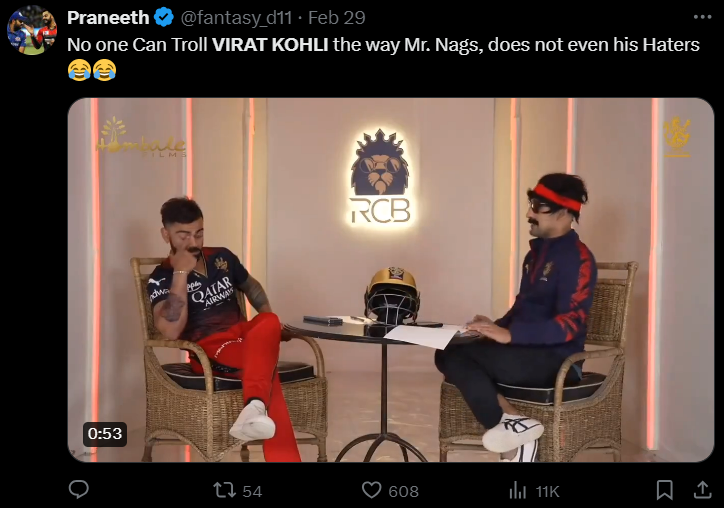 Praneeth @fantasy_d11 · Feb 29
No one Can Troll VIRAT KOHLI the way Mr. Nags, does not even his Haters
😂😂
Hombale
FILMS
RCB
QATAR
AIRWAYS
0:53
54 608 11K